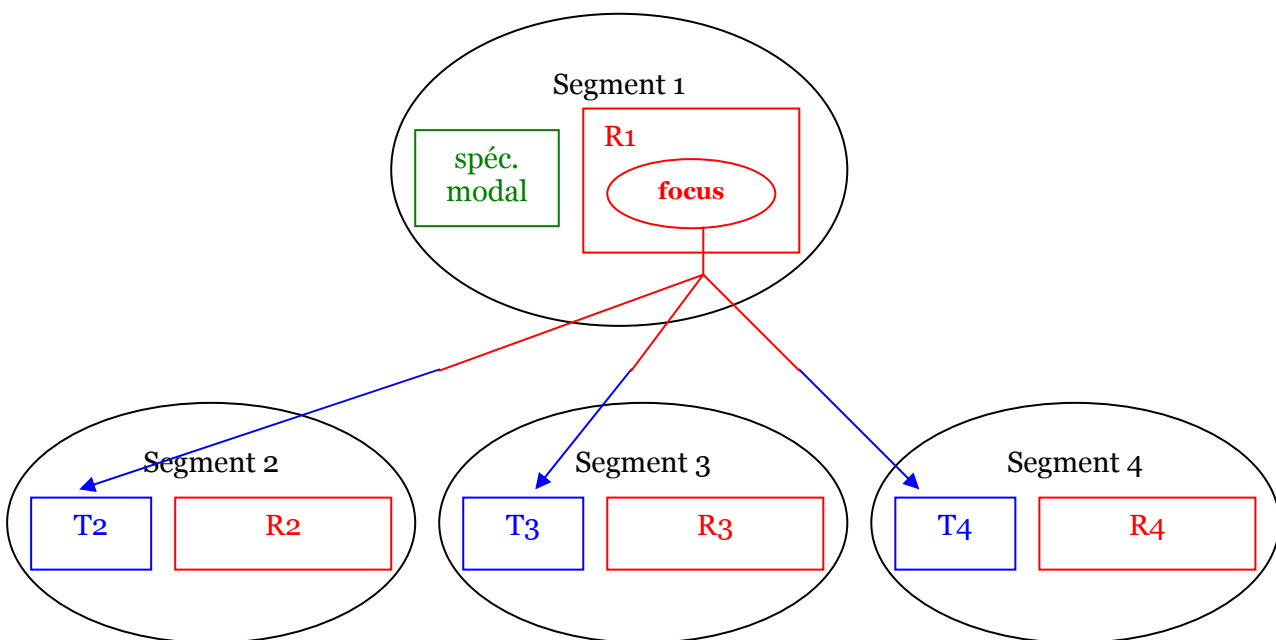 Segment 1
R1
spéc.
modal
focus
Segment 2
T2
R2
Segment 3
T3
R3
Segment 4
T4
R4